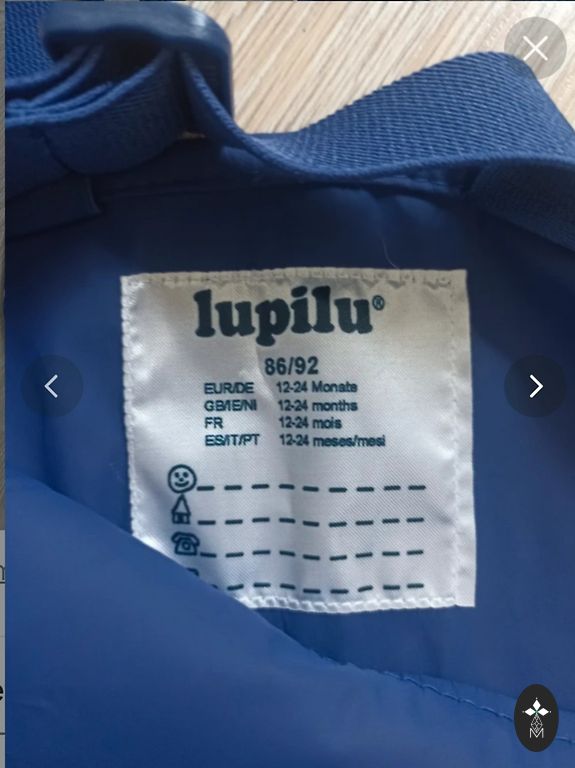 lupilu®
86/92
EUR/DE 12-24 Monate
GB/IE/NI 12-24 months
FR 12-24 mois
ES/IT/PT 12-24 meses/mesi
M